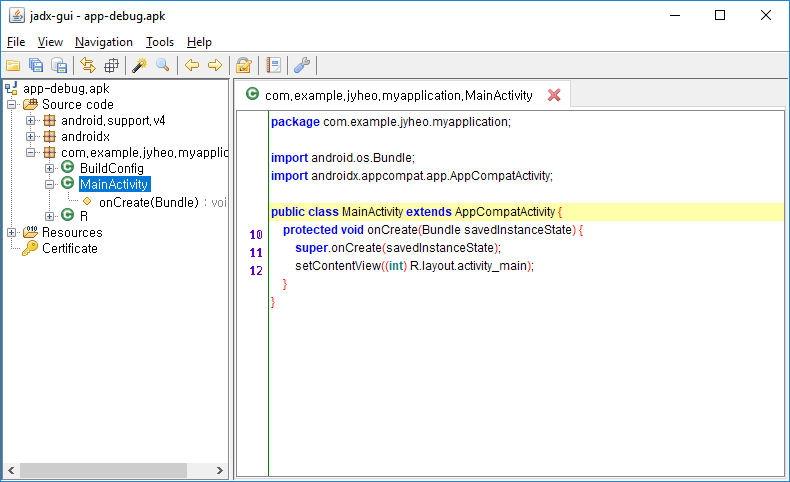 jadx-gui - app-debug.apk
File View Navigation Tools Help
app-debug.apk
Source code
android.support.v4
androidx
com.example.jyheo.myapplic
BuildConfig
MainActivity
onCreate(Bundle) : voi
R
Resources
Certificate
com.example.jyheo.myapplication.MainActivity
package com.example.jyheo.myapplication;
import android.os.Bundle;
import androidx.appcompat.app.AppCompatActivity;
public class MainActivity extends AppCompatActivity {
10 protected void onCreate(Bundle savedInstanceState) {
11 super.onCreate(savedInstanceState);
12 setContentView((int) R.layout.activity_main);
}
}